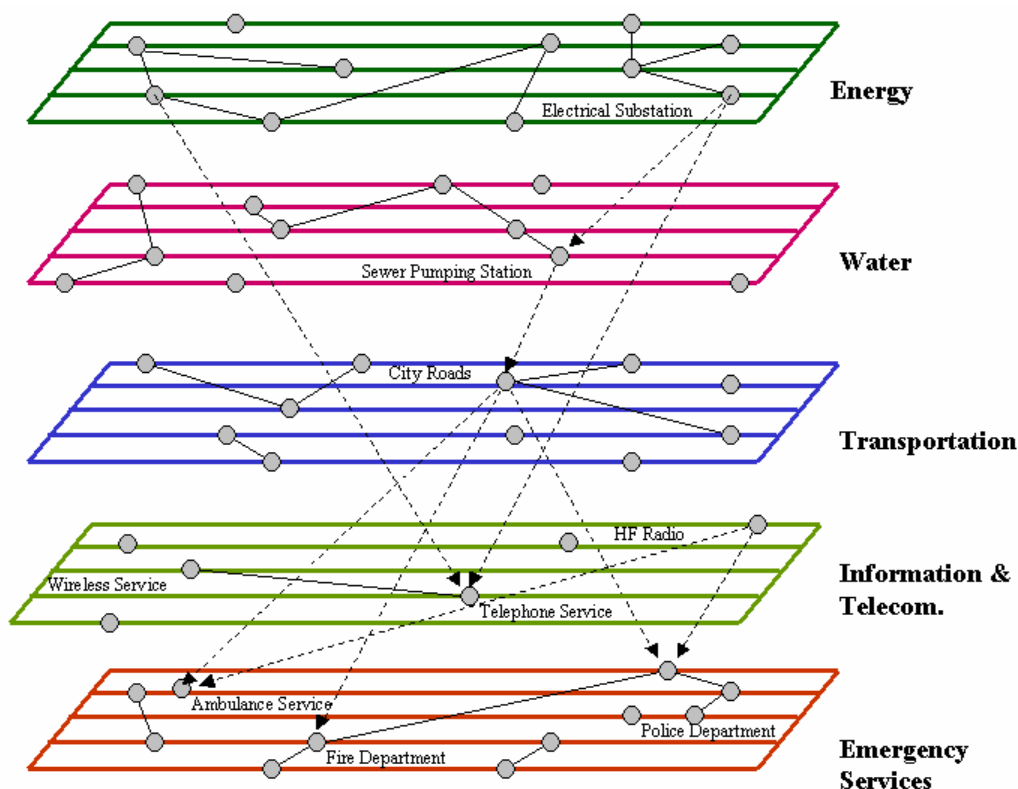 Energy
Electrical Substation
Water
Sewer Pumping Station
City Roads
Transportation
HF Radio
Wireless Service
Information &
Telecom.
Telephone Service
Ambulance Service
Police Department
Fire Department
Emergency
Services